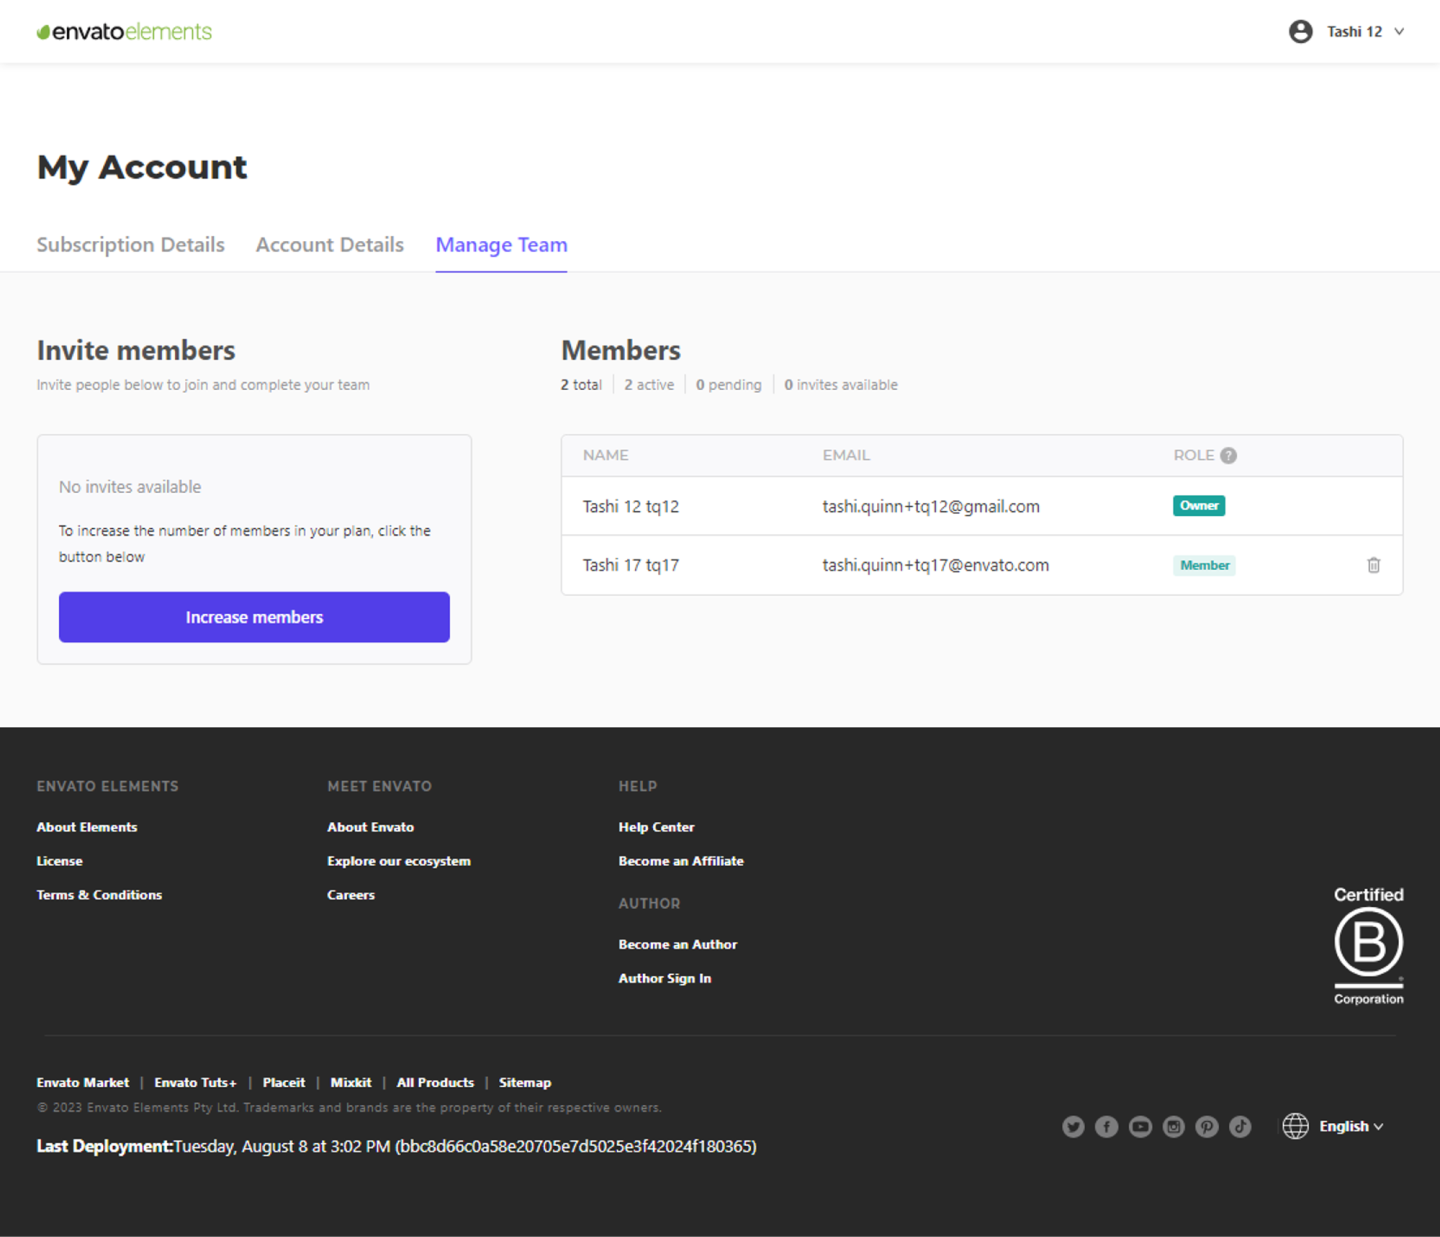 envato elements
Tashi 12
My Account
Subscription Details
Account Details
Manage Team
Invite members
Invite people below to join and complete your team
No invites available
To increase the number of members in your plan, click the
button below
Increase members
Members
2 total | 2 active | 0 pending | 0 invites available
NAME EMAIL ROLE ?
Tashi 12 tq12 tashi.quinn+tq12@gmail.com Owner
Tashi 17 tq17 tashi.quinn+tq17@envato.com Member
ENVATO ELEMENTS
About Elements
License
Terms & Conditions
MEET ENVATO
About Envato
Explore our ecosystem
Careers
HELP
Help Center
Become an Affiliate
AUTHOR
Become an Author
Author Sign In
Certified
B
Corporation
Envato Market | Envato Tuts+ | Placeit | Mixkit | All Products | Sitemap
© 2023 Envato Elements Pty Ltd. Trademarks and brands are the property of their respective owners.
Last Deployment:Tuesday, August 8 at 3:02 PM (bbc8d66c0a58e20705e7d5025e3f42024f180365)
English